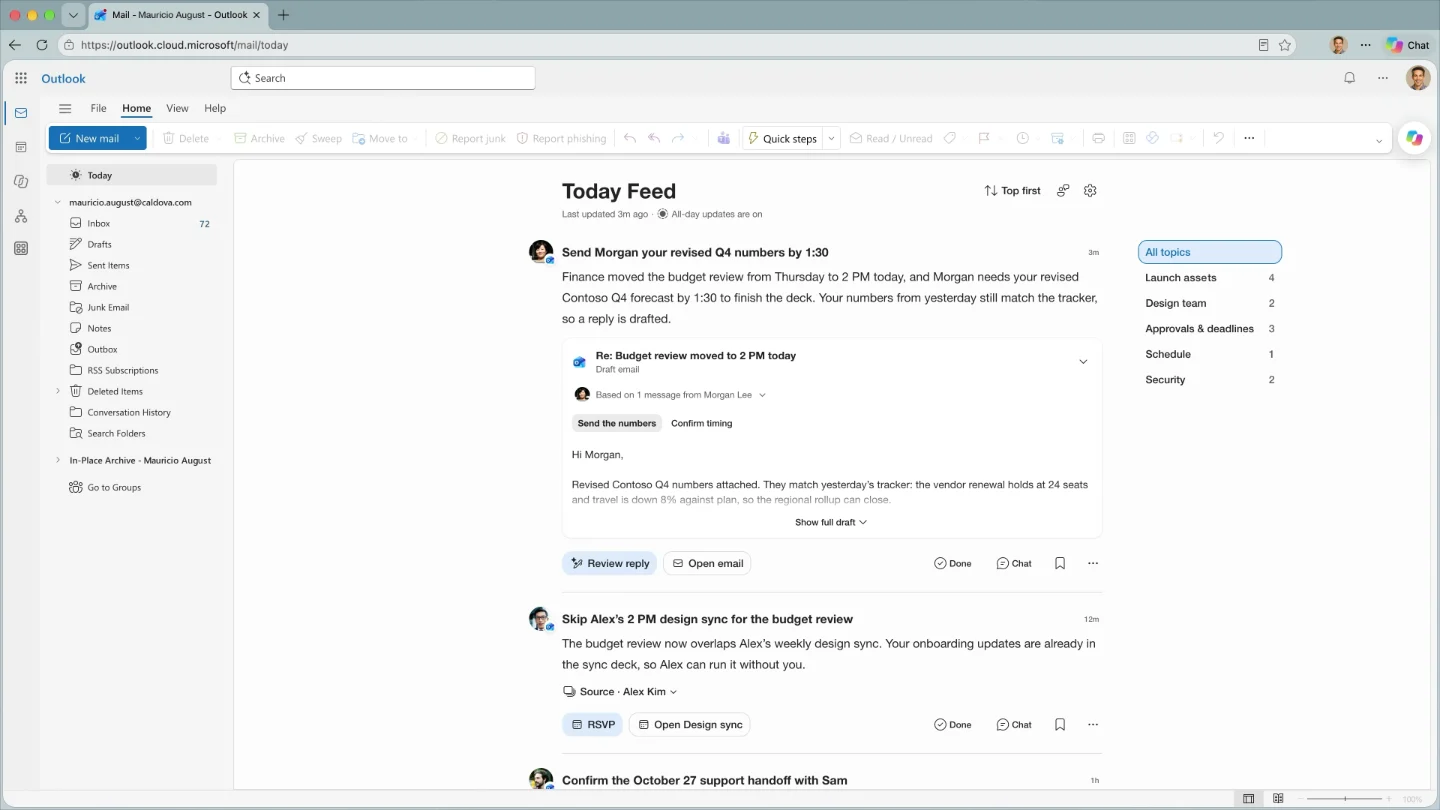 Mail - Mauricio August - Outlook
https://outlook.cloud.microsoft/mail/today
Chat
Outlook
Search
File Home View Help
New mail Delete Archive Sweep Move to Report junk Report phishing Quick steps Read / Unread
Today
mauricio.august@caldova.com
Inbox 72
Drafts
Sent Items
Archive
Junk Email
Notes
Outbox
RSS Subscriptions
Deleted Items
Conversation History
Search Folders
In-Place Archive - Mauricio August
Go to Groups
Today Feed
Top first
Last updated 3m ago · All-day updates are on
Send Morgan your revised Q4 numbers by 1:30
3m
Finance moved the budget review from Thursday to 2 PM today, and Morgan needs your revised
Contoso Q4 forecast by 1:30 to finish the deck. Your numbers from yesterday still match the tracker,
so a reply is drafted.
Re: Budget review moved to 2 PM today
Draft email
Based on 1 message from Morgan Lee
Send the numbers Confirm timing
Hi Morgan,
Revised Contoso Q4 numbers attached. They match yesterday's tracker: the vendor renewal holds at 24 seats
and travel is down 8% against plan, so the regional rollup can close.
Show full draft
Review reply Open email Done Chat
Skip Alex's 2 PM design sync for the budget review
12m
The budget review now overlaps Alex's weekly design sync. Your onboarding updates are already in
the sync deck, so Alex can run it without you.
Source · Alex Kim
RSVP Open Design sync Done Chat
Confirm the October 27 support handoff with Sam
1h
All topics
Launch assets 4
Design team 2
Approvals & deadlines 3
Schedule 1
Security 2
100%